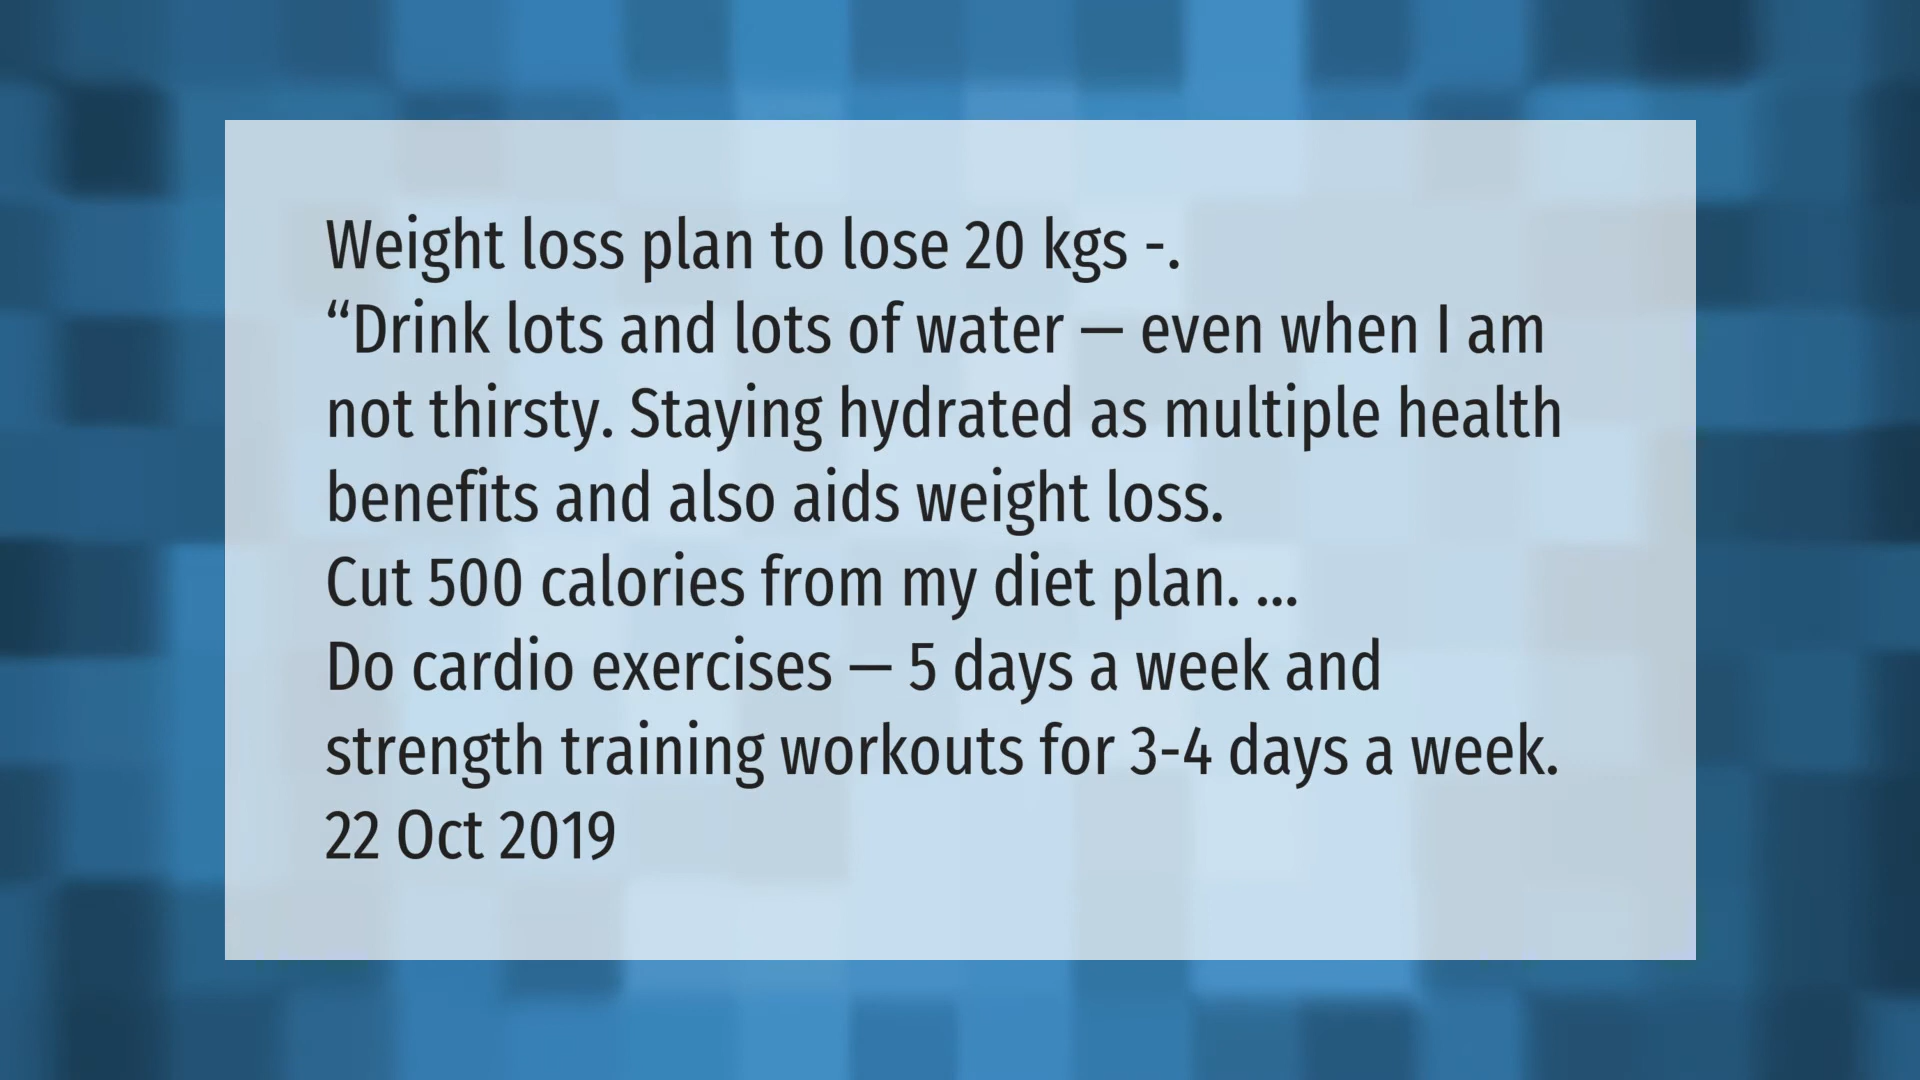 Weight loss plan to lose 20 kgs -.
“Drink lots and lots of water — even when I am
not thirsty. Staying hydrated as multiple health
benefits and also aids weight loss.
Cut 500 calories from my diet plan. ...
Do cardio exercises — 5 days a week and
strength training workouts for 3-4 days a week.
22 Oct 2019